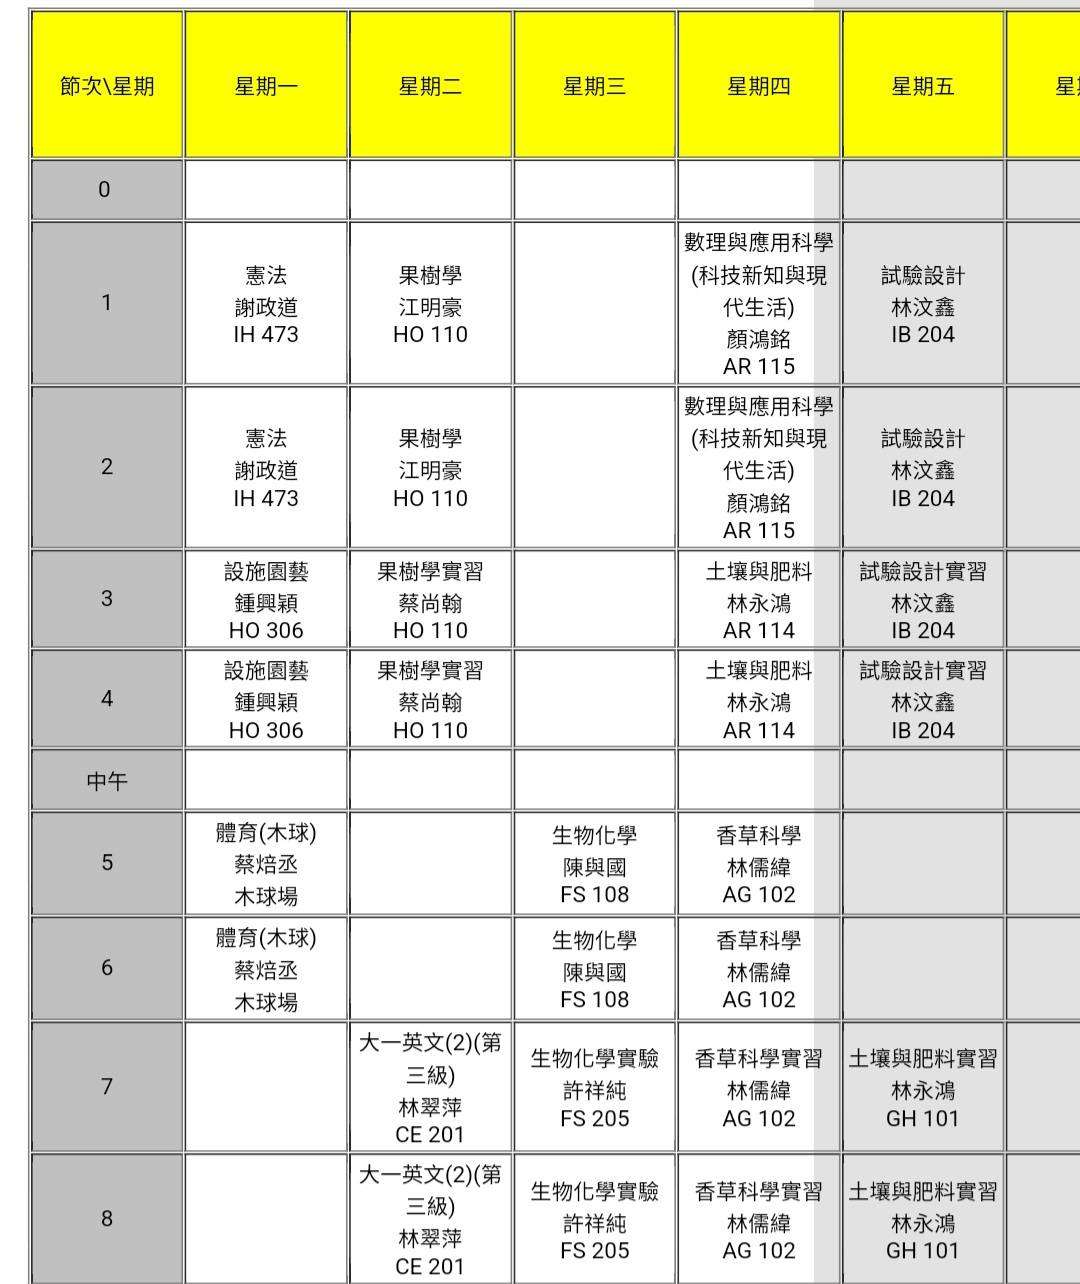 節次\星期 星期一 星期二 星期三 星期四 星期五
0
1
憲法
謝政道
IH 473
果樹學
江明豪
HO 110
數理與應用科學
(科技新知與現
代生活)
顏鴻銘
AR 115
試驗設計
林汶鑫
IB 204
2
憲法
謝政道
IH 473
果樹學
江明豪
HO 110
數理與應用科學
(科技新知與現
代生活)
顏鴻銘
AR 115
試驗設計
林汶鑫
IB 204
3
設施園藝
鍾興穎
HO 306
果樹學實習
蔡尚翰
HO 110
土壤與肥料
林永鴻
AR 114
試驗設計實習
林汶鑫
IB 204
4
設施園藝
鍾興穎
HO 306
果樹學實習
蔡尚翰
HO 110
土壤與肥料
林永鴻
AR 114
試驗設計實習
林汶鑫
IB 204
中午
5
體育(木球)
蔡焙丞
木球場
生物化學
陳與國
FS 108
香草科學
林儒緯
AG 102
6
體育(木球)
蔡焙丞
木球場
生物化學
陳與國
FS 108
香草科學
林儒緯
AG 102
7
大一英文(2)(第
三級)
林翠萍
CE 201
生物化學實驗
許祥純
FS 205
香草科學實習
林儒緯
AG 102
土壤與肥料實習
林永鴻
GH 101
8
大一英文(2)(第
三級)
林翠萍
CE 201
生物化學實驗
許祥純
FS 205
香草科學實習
林儒緯
AG 102
土壤與肥料實習
林永鴻
GH 101